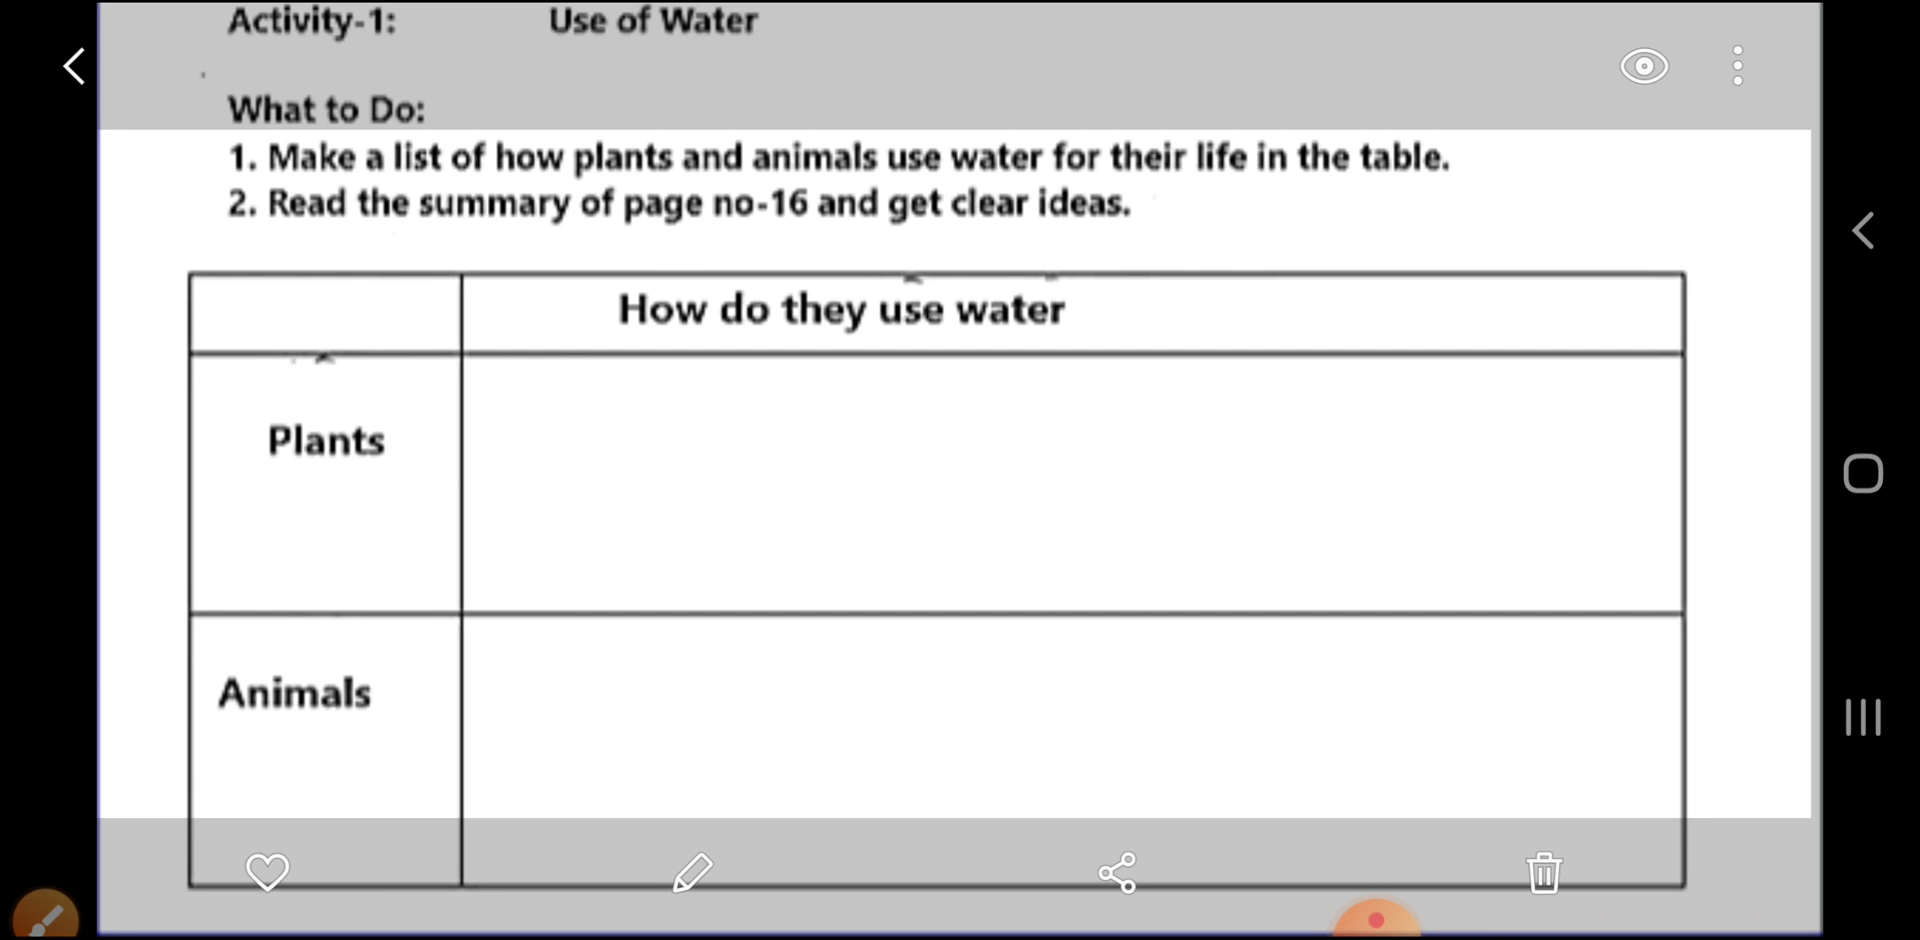 Activity-1: Use of Water
What to Do:
1. Make a list of how plants and animals use water for their life in the table.
2. Read the summary of page no-16 and get clear ideas.
How do they use water
Plants
Animals